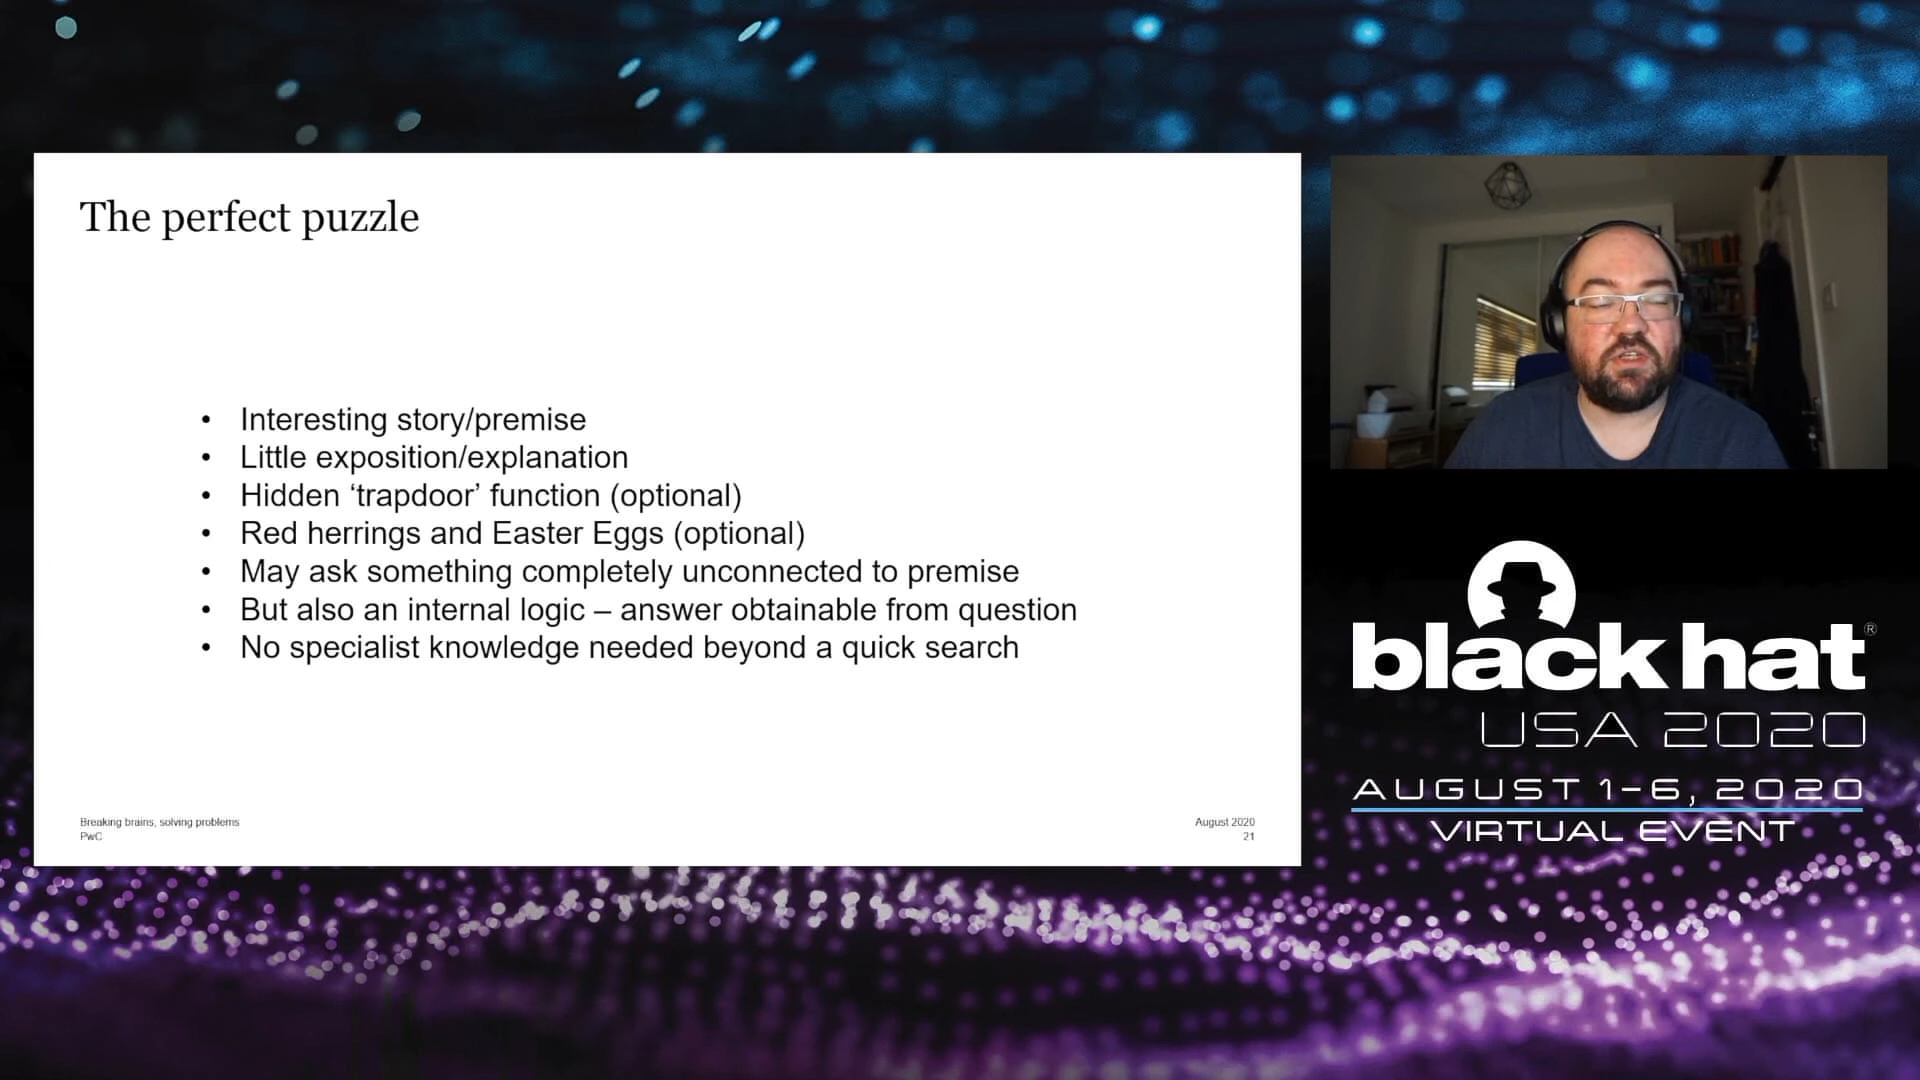 The perfect puzzle
• Interesting story/premise
• Little exposition/explanation
• Hidden ‘trapdoor’ function (optional)
• Red herrings and Easter Eggs (optional)
• May ask something completely unconnected to premise
• But also an internal logic – answer obtainable from question
• No specialist knowledge needed beyond a quick search
Breaking brains, solving problems
PwC
August 2020
21
black hat®
USA 2020
AUGUST 1-6, 2020
VIRTUAL EVENT